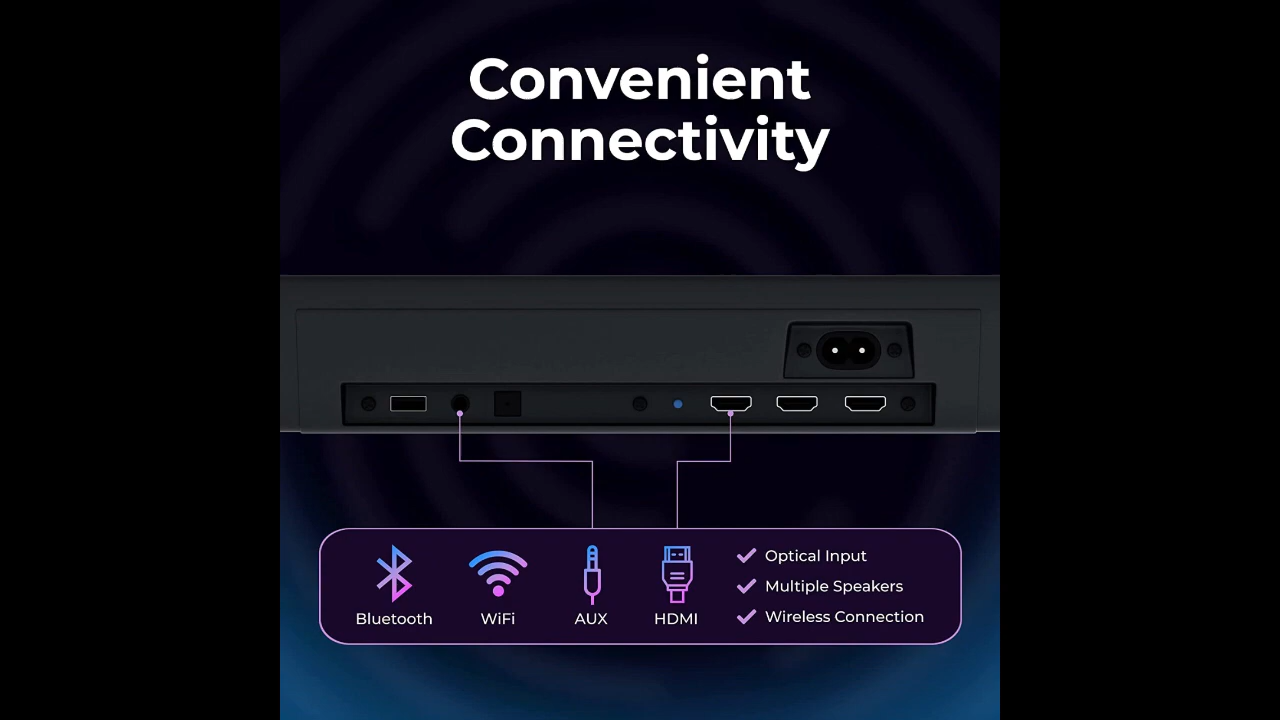 Convenient
Connectivity
Bluetooth
WiFi
AUX
HDMI
Optical Input
Multiple Speakers
Wireless Connection